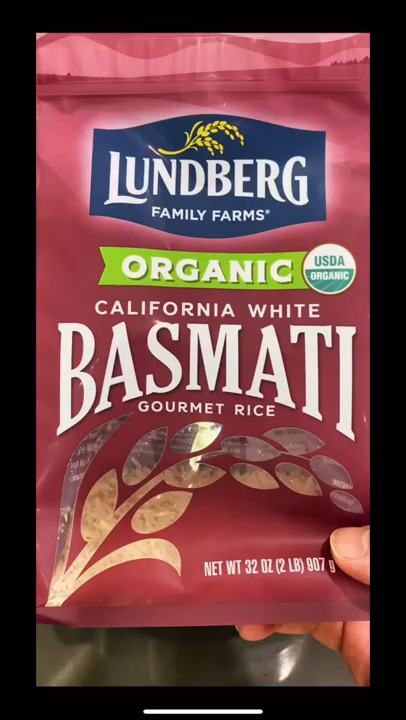 LUNDBERG
FAMILY FARMS®
ORGANIC
USDA
ORGANIC
CALIFORNIA WHITE
BASMATI
GOURMET RICE
NET WT 32 OZ (2 LB) 907 g